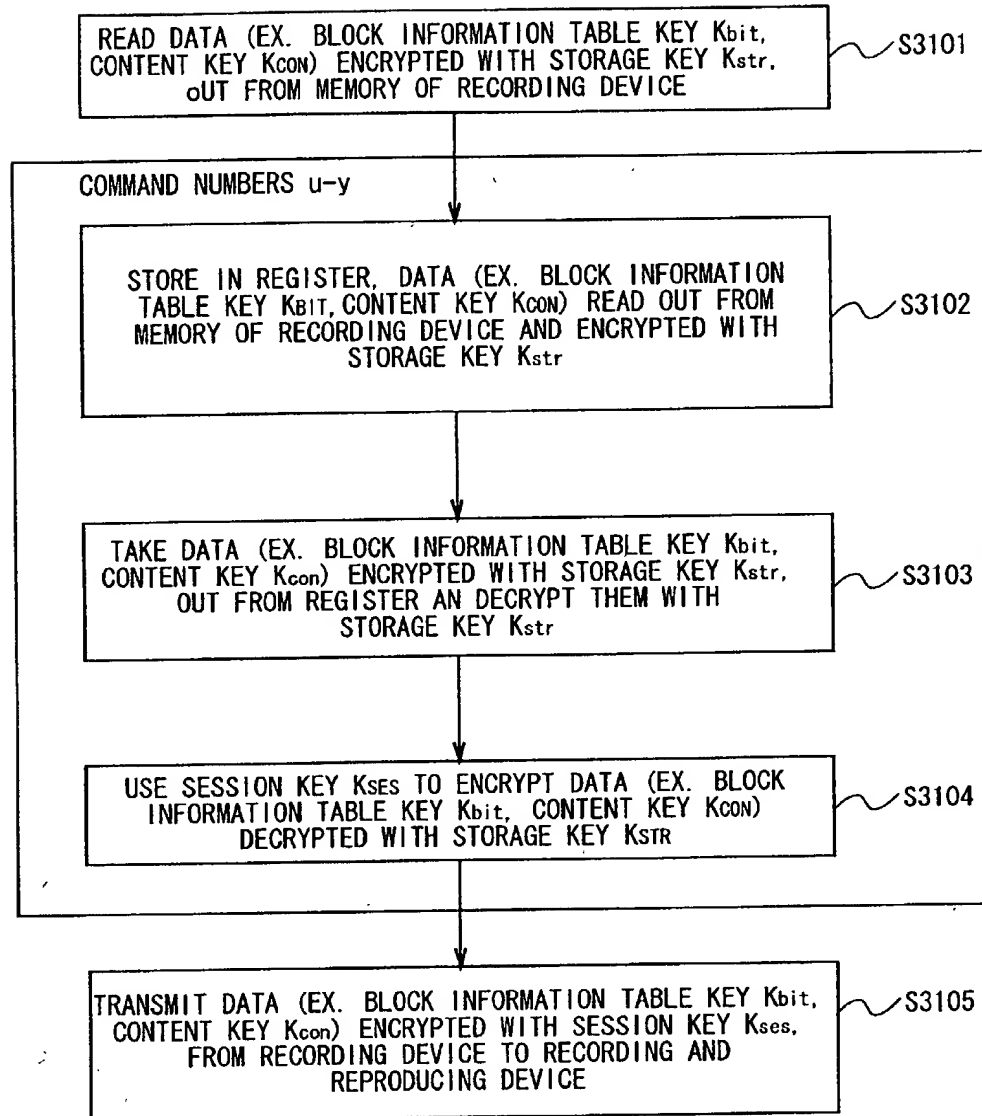 READ DATA (EX. BLOCK INFORMATION TABLE KEY Kbit,
CONTENT KEY KCON) ENCRYPTED WITH STORAGE KEY Kstr,
oUT FROM MEMORY OF RECORDING DEVICE
S3101
COMMAND NUMBERS u-y
STORE IN REGISTER, DATA (EX. BLOCK INFORMATION
TABLE KEY KBIT, CONTENT KEY KCON) READ OUT FROM
MEMORY OF RECORDING DEVICE AND ENCRYPTED WITH
STORAGE KEY Kstr
S3102
TAKE DATA (EX. BLOCK INFORMATION TABLE KEY Kbit,
CONTENT KEY Kcon) ENCRYPTED WITH STORAGE KEY Kstr,
OUT FROM REGISTER AN DECRYPT THEM WITH
STORAGE KEY Kstr
S3103
USE SESSION KEY KSES TO ENCRYPT DATA (EX. BLOCK
INFORMATION TABLE KEY Kbit, CONTENT KEY KCON)
DECRYPTED WITH STORAGE KEY KSTR
S3104
TRANSMIT DATA (EX. BLOCK INFORMATION TABLE KEY Kbit,
CONTENT KEY Kcon) ENCRYPTED WITH SESSION KEY Kses,
FROM RECORDING DEVICE TO RECORDING AND
REPRODUCING DEVICE
S3105